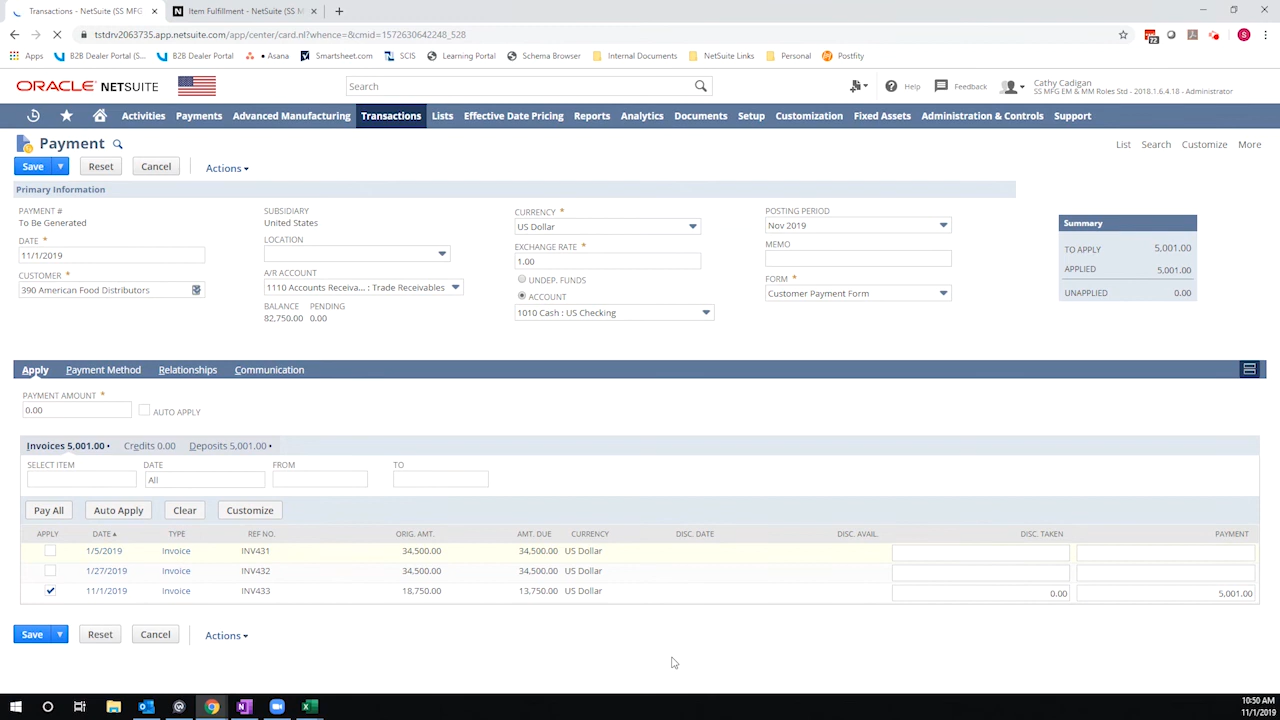 Transactions - NetSuite (SS MFG
Item Fulfillment - NetSuite (SS M
tstdrv2063735.app.netsuite.com/app/center/card.nl?whence=&cmid=1572630642248_528
72
S
Apps
B2B Dealer Portal (S...
B2B Dealer Portal
Asana
Smartsheet.com
SCIS
Learning Portal
Schema Browser
Internal Documents
NetSuite Links
Personal
Postfity
ORACLE NETSUITE
Search
Help
Feedback
Cathy Cadigan
SS MFG EM & MM Roles Std - 2018.1.6.4.18 - Administrator
Activities Payments Advanced Manufacturing Transactions Lists Effective Date Pricing Reports Analytics Documents Setup Customization Fixed Assets Administration & Controls Support
Payment
List Search Customize More
Save Reset Cancel Actions
Primary Information
PAYMENT #
To Be Generated
DATE *
11/1/2019
CUSTOMER *
390 American Food Distributors
SUBSIDIARY
United States
LOCATION
A/R ACCOUNT
1110 Accounts Receiva... : Trade Receivables
BALANCE PENDING
82,750.00 0.00
CURRENCY *
US Dollar
EXCHANGE RATE *
1.00
UNDEP. FUNDS
ACCOUNT
1010 Cash : US Checking
POSTING PERIOD
Nov 2019
MEMO
FORM *
Customer Payment Form
Summary
TO APPLY 5,001.00
APPLIED 5,001.00
UNAPPLIED 0.00
Apply Payment Method Relationships Communication
PAYMENT AMOUNT *
0.00 AUTO APPLY
Invoices 5,001.00 • Credits 0.00 Deposits 5,001.00 •
SELECT ITEM DATE FROM TO
All
Pay All Auto Apply Clear Customize
APPLY DATE TYPE REF NO. ORIG. AMT. AMT. DUE CURRENCY DISC. DATE DISC. AVAIL. DISC. TAKEN PAYMENT
1/5/2019 Invoice INV431 34,500.00 34,500.00 US Dollar
1/27/2019 Invoice INV432 34,500.00 34,500.00 US Dollar
11/1/2019 Invoice INV433 18,750.00 13,750.00 US Dollar 0.00 5,001.00
Save Reset Cancel Actions
10:50 AM
11/1/2019